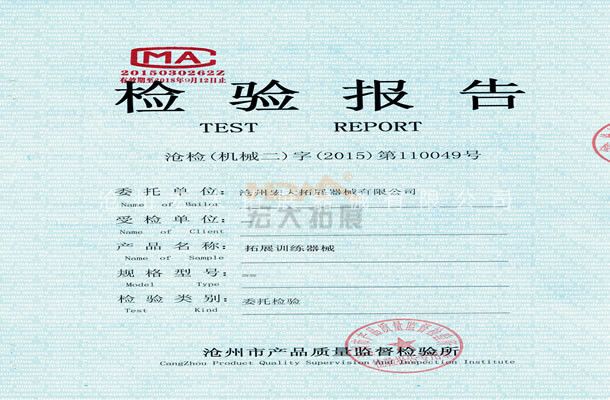 MA
2015030262Z
有效期至2018年9月12日止
检验报告
TEST REPORT
沧检(机械二)字(2015)第110049号
委托单位: 沧州宏大拓展器械有限公司
Name of Mailor
宏大拓展
受检单位:
Name of Client
产品名称: 拓展训练器械
Name of Sample
规格型号: ——
Model Type
检验类别: 委托检验
Test Kind
沧州市产品质量监督检验所
CangZhou Product Quality Supervision And Inspection Institute